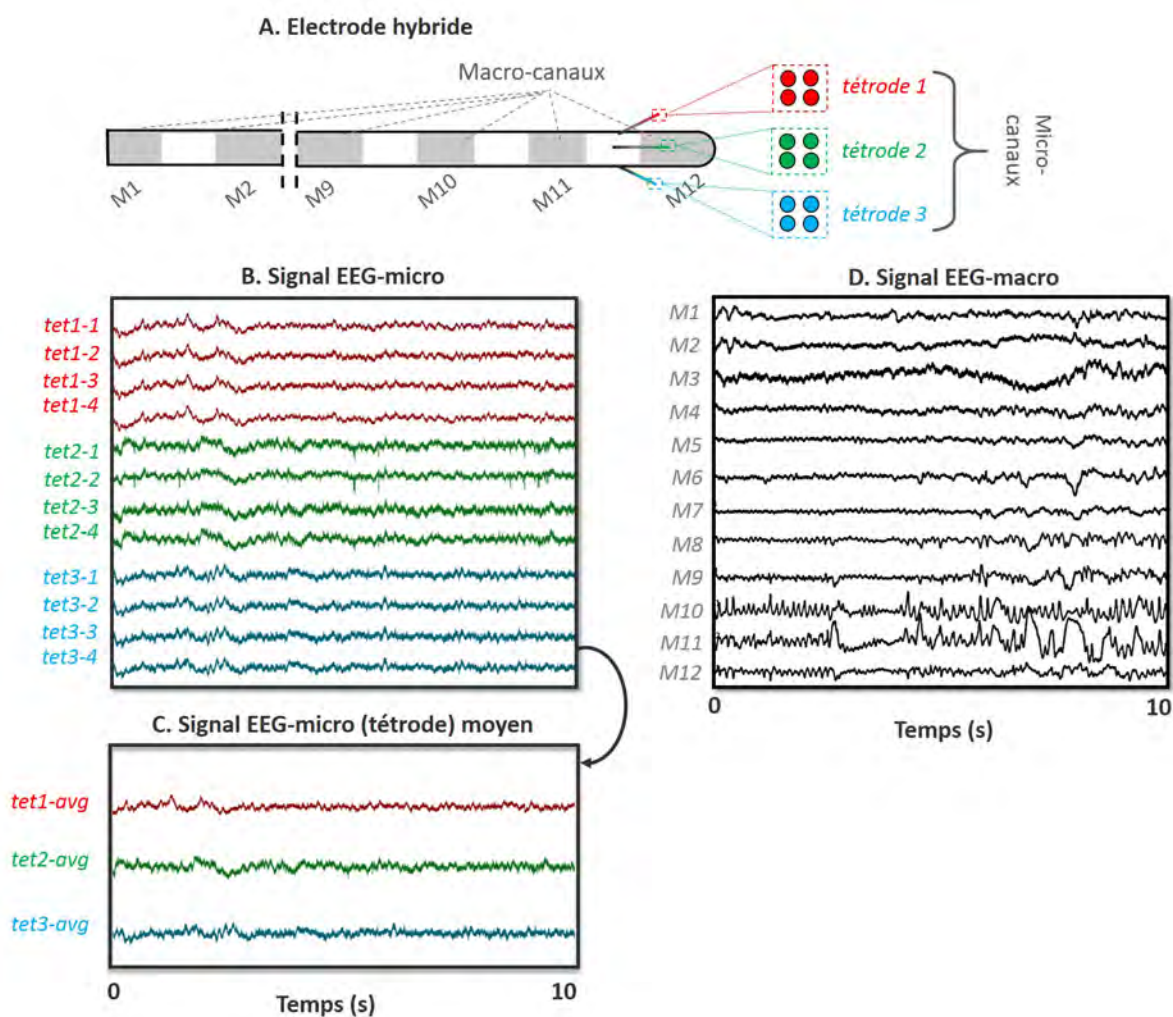 A. Electrode hybride
Macro-canaux
tétrode 1
tétrode 2
tétrode 3
Micro-
canaux
M1
M2
M9
M10
M11
M12
B. Signal EEG-micro
tet1-1
tet1-2
tet1-3
tet1-4
tet2-1
tet2-2
tet2-3
tet2-4
tet3-1
tet3-2
tet3-3
tet3-4
D. Signal EEG-macro
M1
M2
M3
M4
M5
M6
M7
M8
M9
M10
M11
M12
0
10
Temps (s)
C. Signal EEG-micro (tétrode) moyen
tet1-avg
tet2-avg
tet3-avg
0
10
Temps (s)